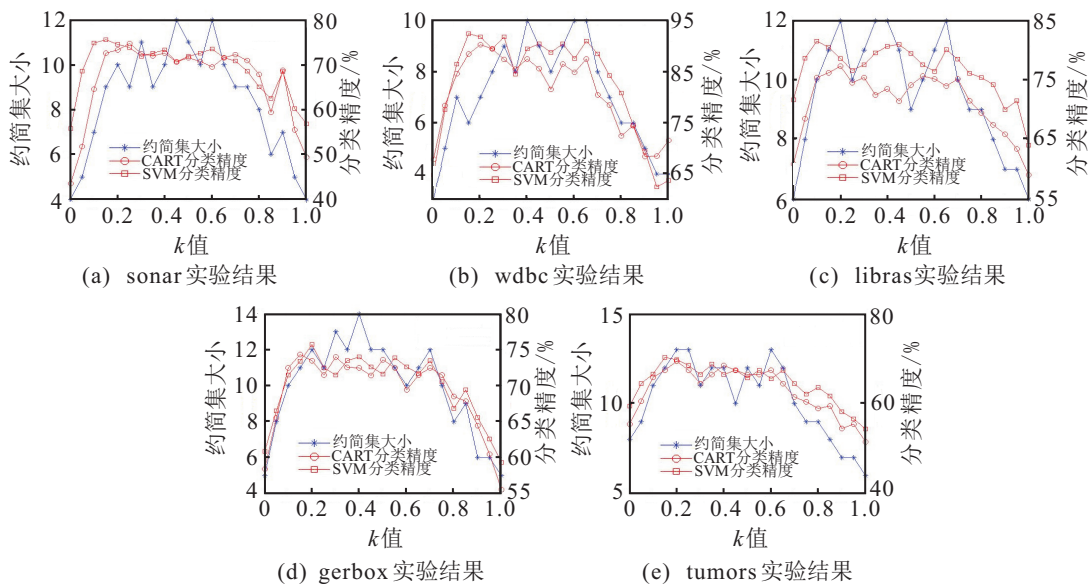 约简集大小
12
10
8
6
4
0
0.2
0.4
0.6
0.8
1.0
80
70
60
50
40
分类精度/%
约简集大小
CART分类精度
SVM分类精度
k值
(a) sonar实验结果
约简集大小
10
8
6
4
0
0.2
0.4
0.6
0.8
1.0
95
85
75
65
分类精度/%
约简集大小
CART分类精度
SVM分类精度
k值
(b) wdbc实验结果
约简集大小
12
10
8
6
0
0.2
0.4
0.6
0.8
1.0
85
75
65
55
分类精度/%
约简集大小
CART分类精度
SVM分类精度
k值
(c) libras实验结果
约简集大小
14
12
10
8
6
4
0
0.2
0.4
0.6
0.8
1.0
80
75
70
65
60
55
分类精度/%
约简集大小
CART分类精度
SVM分类精度
k值
(d) gerbox实验结果
约简集大小
15
10
5
0
0.2
0.4
0.6
0.8
1.0
80
60
40
分类精度/%
约简集大小
CART分类精度
SVM分类精度
k值
(e) tumors实验结果